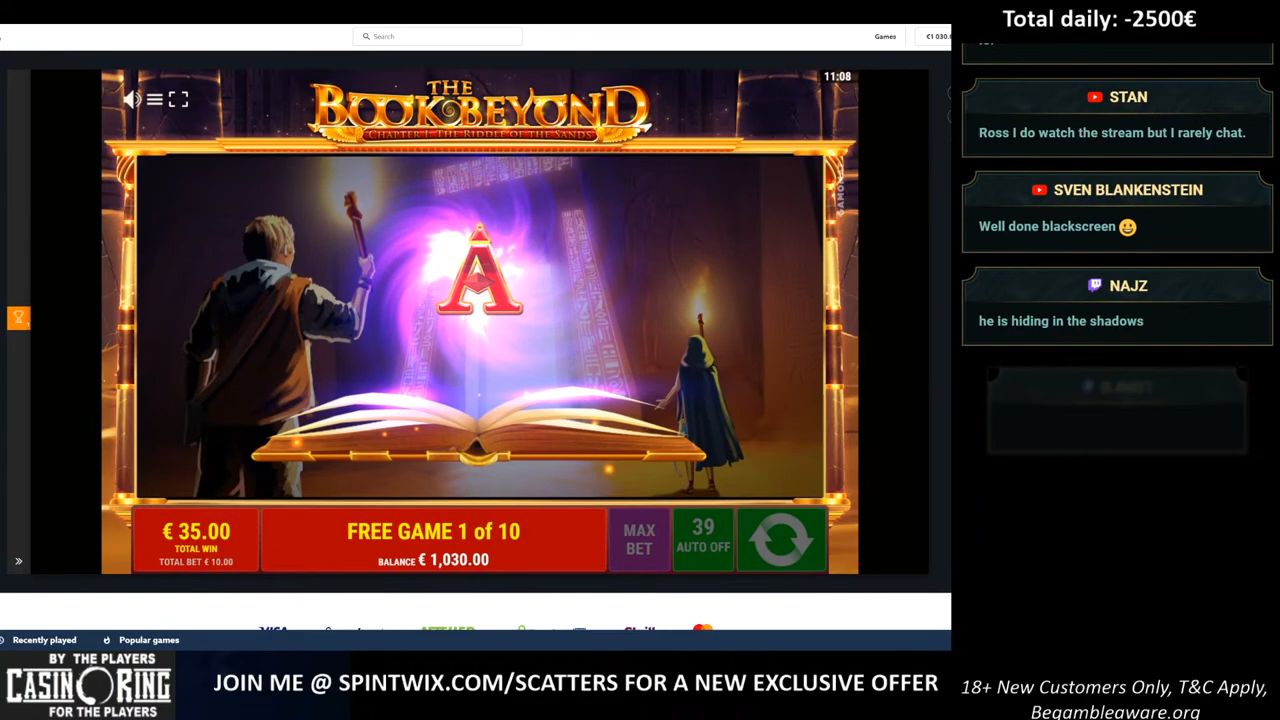 Total daily: -2500€
Search
Games
€1 030.0
11:08
THE
BOOK OF BEYOND
CHAPTER I: THE RIDDLE OF THE SANDS
STAN
Ross I do watch the stream but I rarely chat.
SVEN BLANKENSTEIN
Well done blackscreen 😀
NAJZ
he is hiding in the shadows
A
€ 35.00
TOTAL WIN
TOTAL BET € 10.00
FREE GAME 1 of 10
BALANCE € 1,030.00
MAX
BET
39
AUTO OFF
Recently played
Popular games
BY THE PLAYERS
CASINO RING
FOR THE PLAYERS
JOIN ME @ SPINTWIX.COM/SCATTERS FOR A NEW EXCLUSIVE OFFER
18+ New Customers Only, T&C Apply,
Begambleaware.org